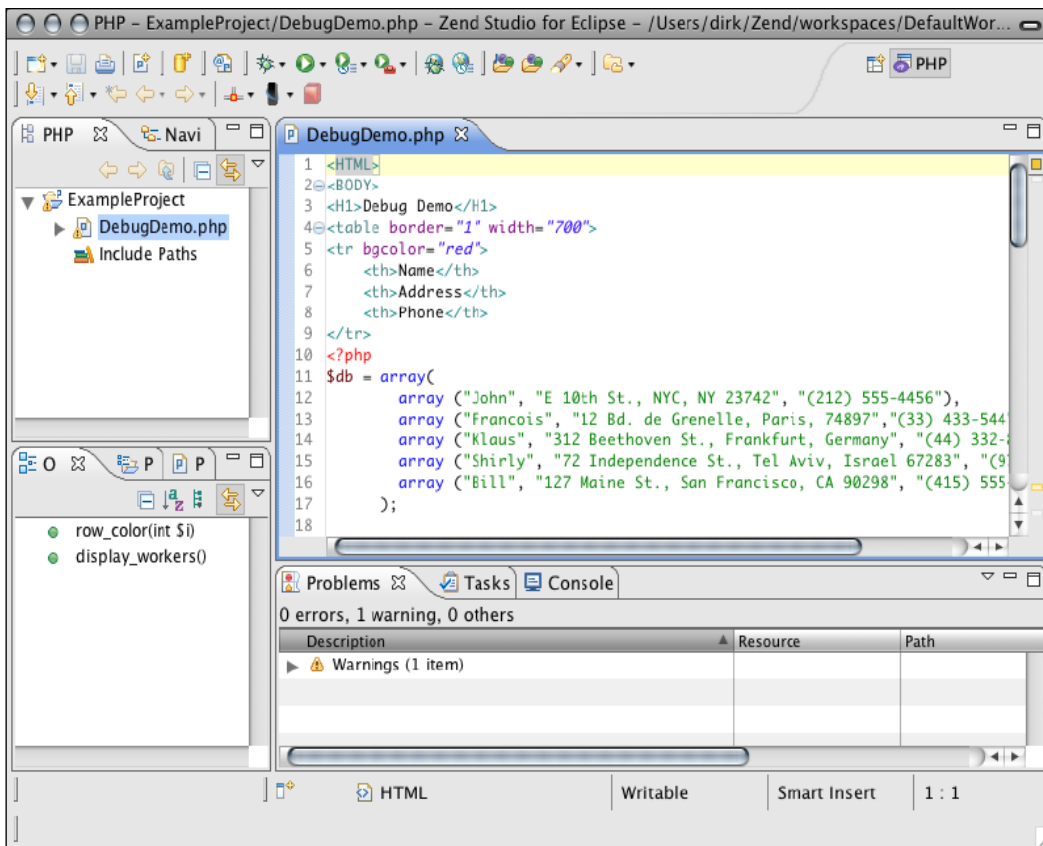 PHP – ExampleProject/DebugDemo.php – Zend Studio for Eclipse – /Users/dirk/Zend/workspaces/DefaultWor...
PHP
PHP
Navi
ExampleProject
DebugDemo.php
Include Paths
DebugDemo.php
1 <HTML>
2 <BODY>
3 <H1>Debug Demo</H1>
4 <table border="1" width="700">
5 <tr bgcolor="red">
6 <th>Name</th>
7 <th>Address</th>
8 <th>Phone</th>
9 </tr>
10 <?php
11 $db = array(
12 array ("John", "E 10th St., NYC, NY 23742", "(212) 555-4456"),
13 array ("Francois", "12 Bd. de Grenelle, Paris, 74897","(33) 433-544
14 array ("Klaus", "312 Beethoven St., Frankfurt, Germany", "(44) 332-
15 array ("Shirly", "72 Independence St., Tel Aviv, Israel 67283", "(9
16 array ("Bill", "127 Maine St., San Francisco, CA 90298", "(415) 555
17 );
18
O
P
P
row_color(int $i)
display_workers()
Problems
Tasks
Console
0 errors, 1 warning, 0 others
Description Resource Path
Warnings (1 item)
HTML Writable Smart Insert 1 : 1